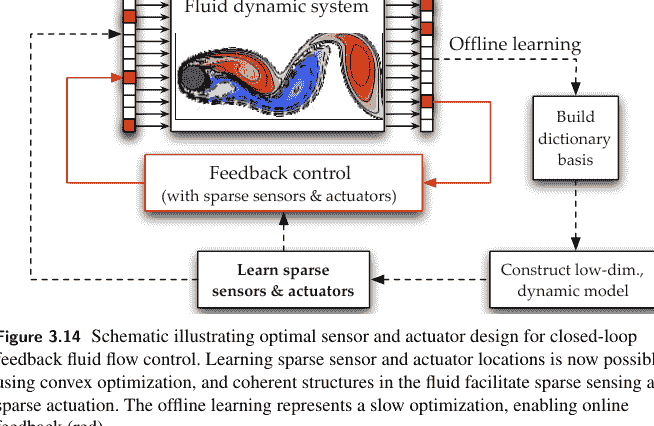 Fluid dynamic system
Offline learning
Build
dictionary
basis
Feedback control
(with sparse sensors & actuators)
Learn sparse
sensors & actuators
Construct low-dim.,
dynamic model
Figure 3.14 Schematic illustrating optimal sensor and actuator design for closed-loop
feedback fluid flow control. Learning sparse sensor and actuator locations is now possibl
using convex optimization, and coherent structures in the fluid facilitate sparse sensing a
sparse actuation. The offline learning represents a slow optimization, enabling online
feedback (red)